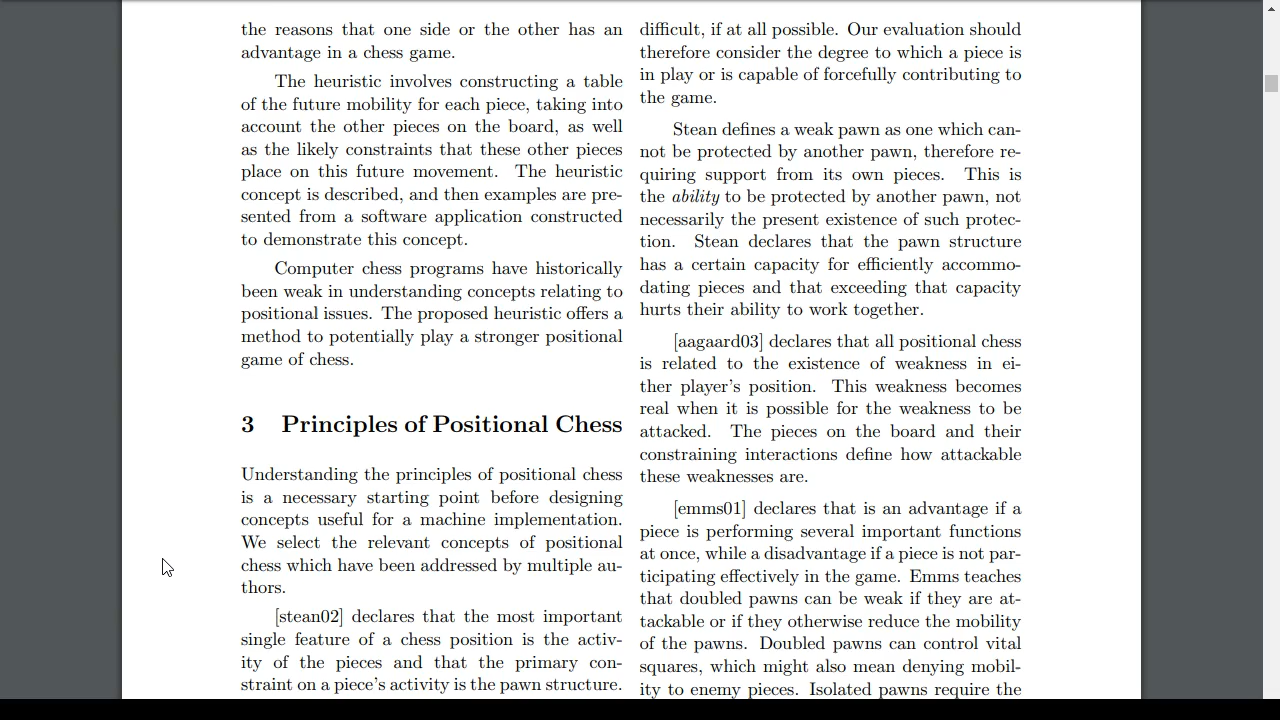 the reasons that one side or the other has an
advantage in a chess game.
The heuristic involves constructing a table
of the future mobility for each piece, taking into
account the other pieces on the board, as well
as the likely constraints that these other pieces
place on this future movement. The heuristic
concept is described, and then examples are pre-
sented from a software application constructed
to demonstrate this concept.
Computer chess programs have historically
been weak in understanding concepts relating to
positional issues. The proposed heuristic offers a
method to potentially play a stronger positional
game of chess.
3 Principles of Positional Chess
Understanding the principles of positional chess
is a necessary starting point before designing
concepts useful for a machine implementation.
We select the relevant concepts of positional
chess which have been addressed by multiple au-
thors.
[stean02] declares that the most important
single feature of a chess position is the activ-
ity of the pieces and that the primary con-
straint on a piece's activity is the pawn structure.
difficult, if at all possible. Our evaluation should
therefore consider the degree to which a piece is
in play or is capable of forcefully contributing to
the game.
Stean defines a weak pawn as one which can-
not be protected by another pawn, therefore re-
quiring support from its own pieces. This is
the ability to be protected by another pawn, not
necessarily the present existence of such protec-
tion. Stean declares that the pawn structure
has a certain capacity for efficiently accommo-
dating pieces and that exceeding that capacity
hurts their ability to work together.
[aagaard03] declares that all positional chess
is related to the existence of weakness in ei-
ther player's position. This weakness becomes
real when it is possible for the weakness to be
attacked. The pieces on the board and their
constraining interactions define how attackable
these weaknesses are.
[emms01] declares that is an advantage if a
piece is performing several important functions
at once, while a disadvantage if a piece is not par-
ticipating effectively in the game. Emms teaches
that doubled pawns can be weak if they are at-
tackable or if they otherwise reduce the mobility
of the pawns. Doubled pawns can control vital
squares, which might also mean denying mobil-
ity to enemy pieces. Isolated pawns require the